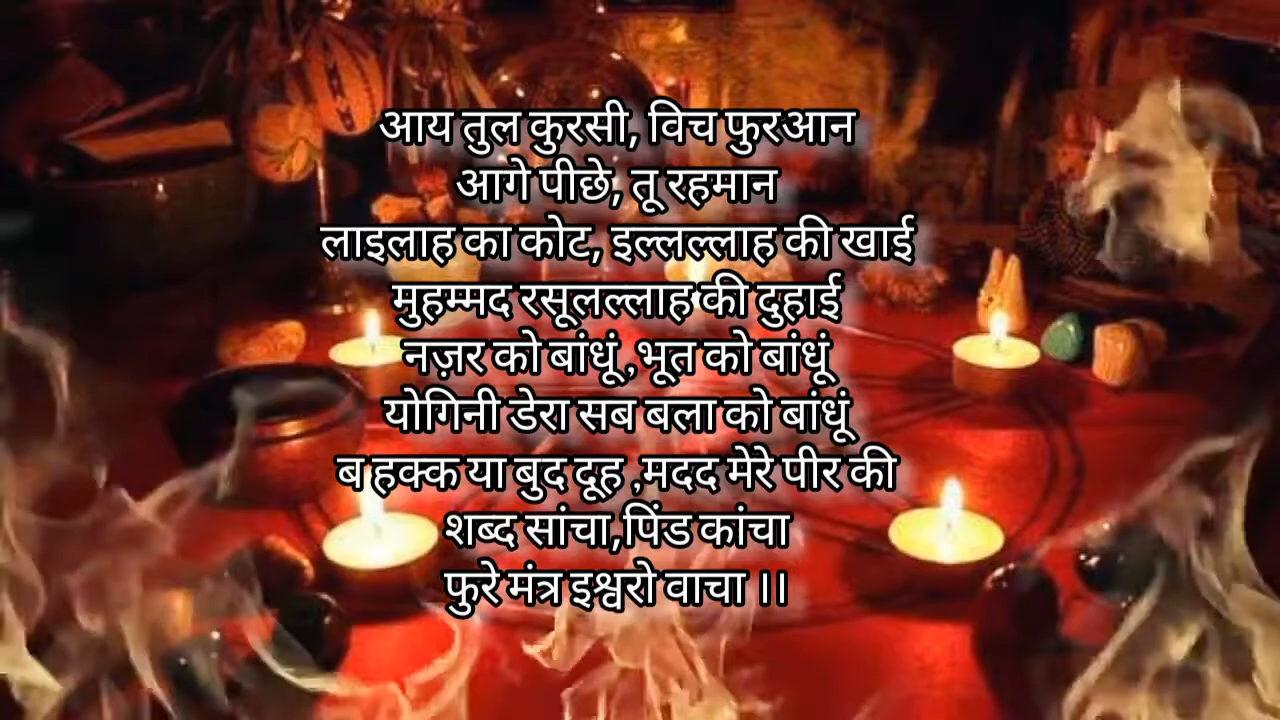 आय तुल कुरसी, विच फुरआन
आगे पीछे, तू रहमान
लाइलाह का कोट, इल्लल्लाह की खाई
मुहम्मद रसूलल्लाह की दुहाई
नज़र को बांधूं ,भूत को बांधूं
योगिनी डेरा सब बला को बांधूं
ब हक्क या बुद दूह ,मदद मेरे पीर की
शब्द सांचा,पिंड कांचा
फुरे मंत्र इश्वरो वाचा ।।